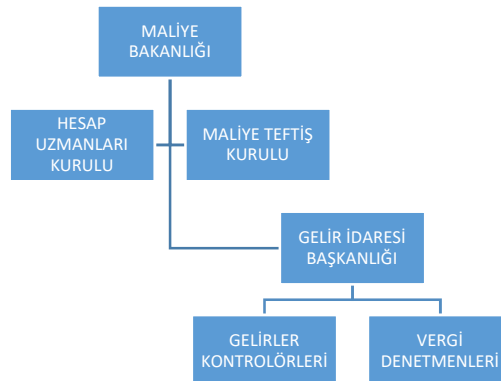 MALİYE
BAKANLIĞI
HESAP
UZMANLARI
KURULU
MALİYE TEFTİŞ
KURULU
GELİR İDARESİ
BAŞKANLIĞI
GELİRLER
KONTROLÖRLERİ
VERGİ
DENETMENLERİ